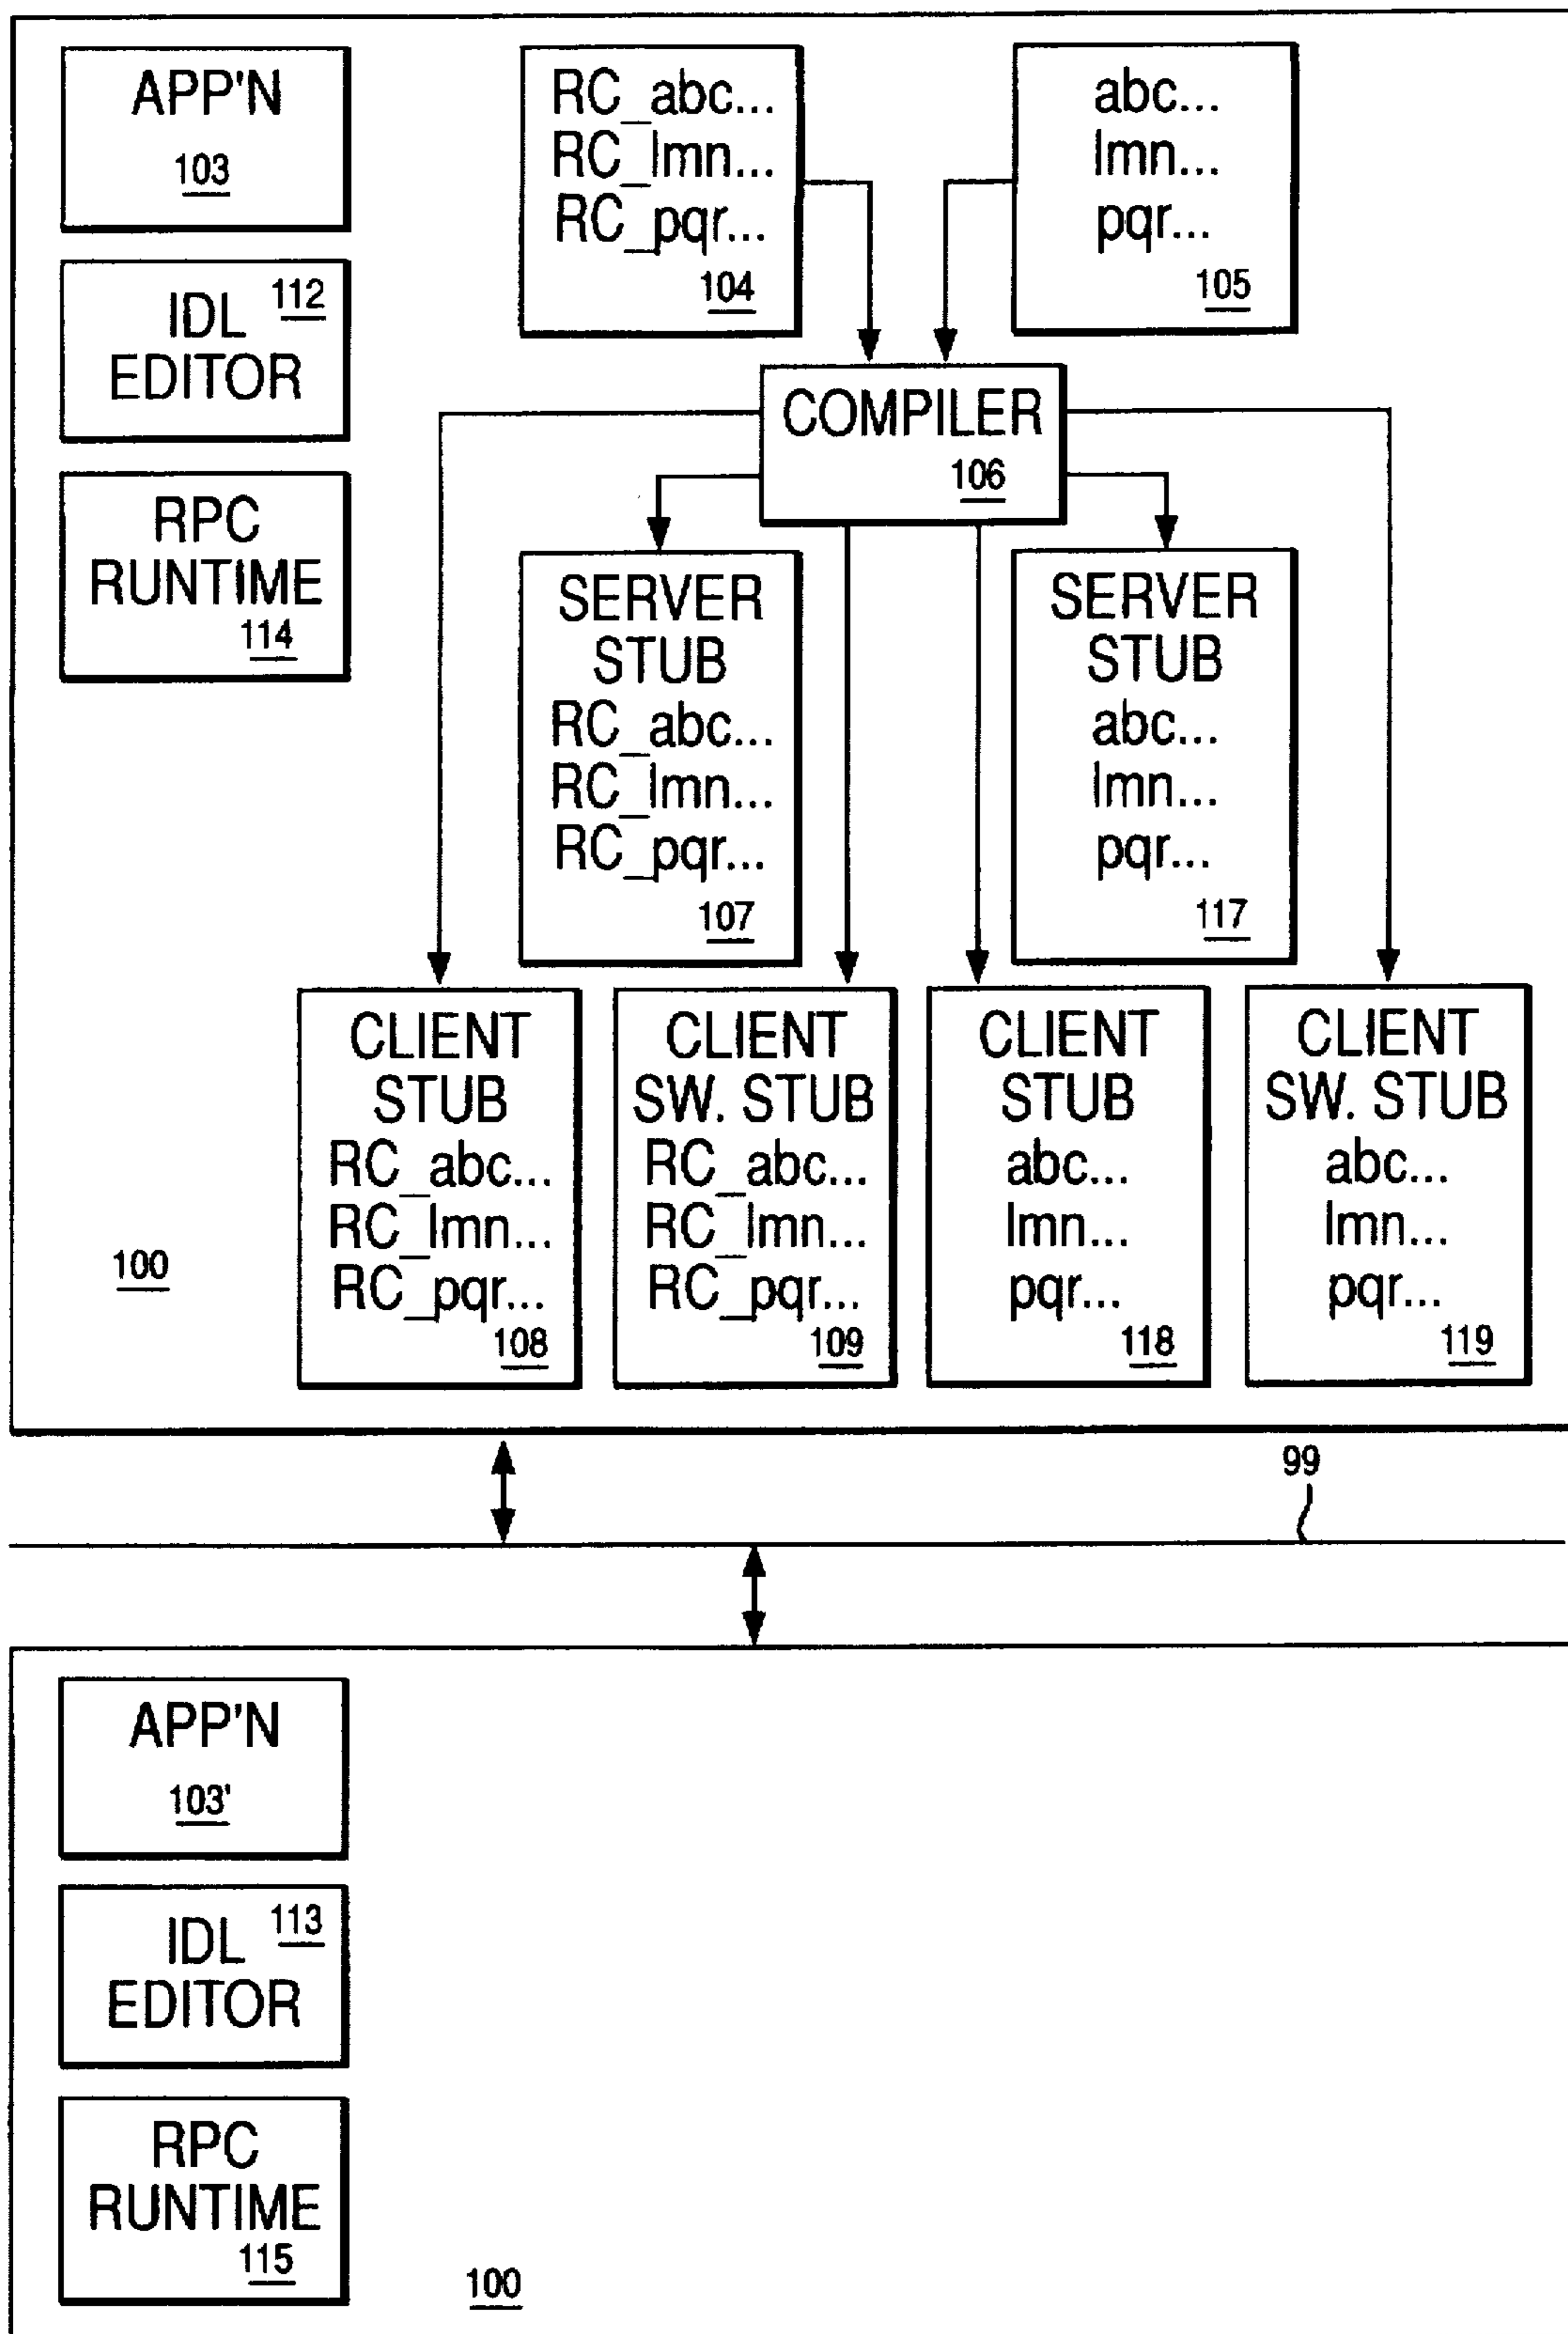 APP'N
103
IDL
EDITOR
112
RPC
RUNTIME
114
RC_abc...
RC_lmn...
RC_pqr...
104
abc...
lmn...
pqr...
105
COMPILER
106
SERVER
STUB
RC_abc...
RC_lmn...
RC_pqr...
107
SERVER
STUB
abc...
lmn...
pqr...
117
CLIENT
STUB
RC_abc...
RC_lmn...
RC_pqr...
108
CLIENT
SW. STUB
RC_abc...
RC_lmn...
RC_pqr...
109
CLIENT
STUB
abc...
lmn...
pqr...
118
CLIENT
SW. STUB
abc...
lmn...
pqr...
119
100
99
APP'N
103'
IDL
EDITOR
113
RPC
RUNTIME
115
100